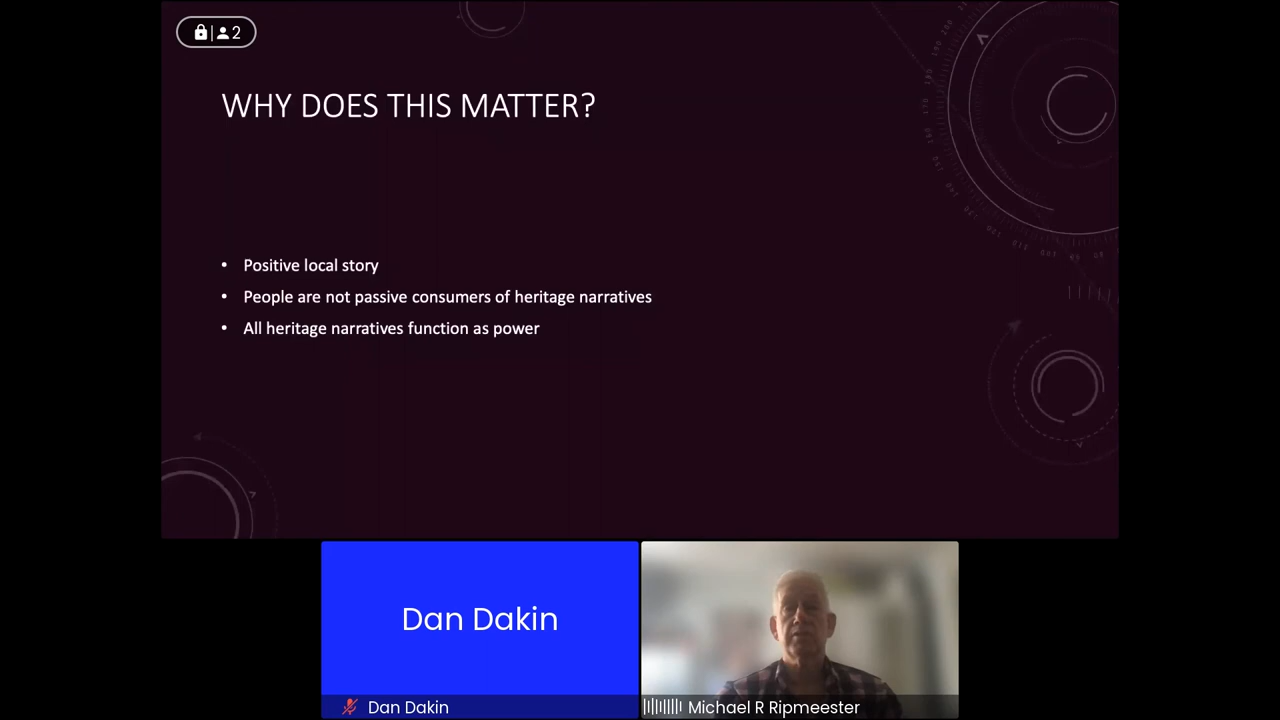 2
WHY DOES THIS MATTER?
• Positive local story
• People are not passive consumers of heritage narratives
• All heritage narratives function as power
Dan Dakin
Dan Dakin
Michael R Ripmeester